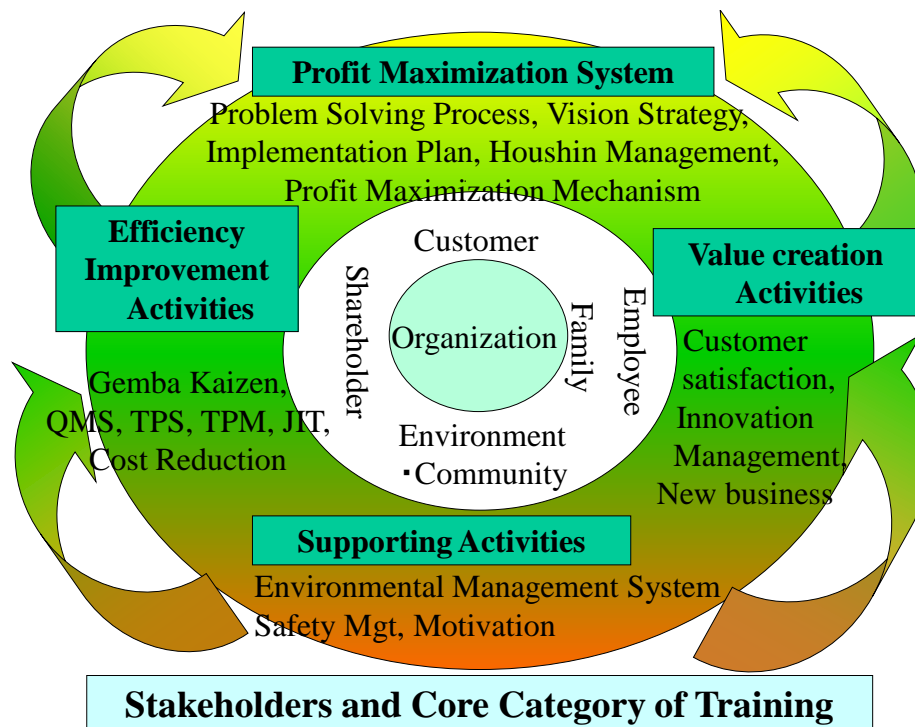 Profit Maximization System
Problem Solving Process, Vision Strategy,
Implementation Plan, Houshin Management,
Profit Maximization Mechanism
Efficiency
Improvement
Activities
Gemba Kaizen,
QMS, TPS, TPM, JIT,
Cost Reduction
Customer
Shareholder
Organization
Family
Employee
Environment
・Community
Value creation
Activities
Customer
satisfaction,
Innovation
Management,
New business
Supporting Activities
Environmental Management System
Safety Mgt, Motivation
Stakeholders and Core Category of Training